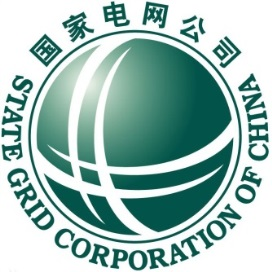 国家电网公司
STATE GRID CORPORATION OF CHINA